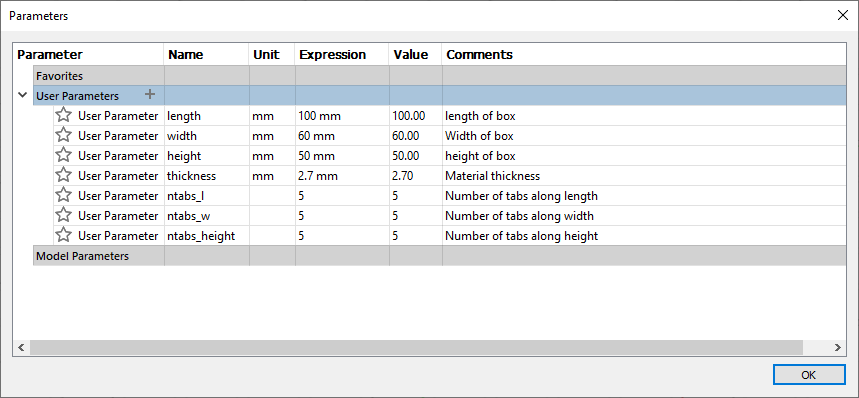 Parameters
Parameter Name Unit Expression Value Comments
Favorites
User Parameters
User Parameter length mm 100 mm 100.00 length of box
User Parameter width mm 60 mm 60.00 Width of box
User Parameter height mm 50 mm 50.00 height of box
User Parameter thickness mm 2.7 mm 2.70 Material thickness
User Parameter ntabs_l 5 5 Number of tabs along length
User Parameter ntabs_w 5 5 Number of tabs along width
User Parameter ntabs_height 5 5 Number of tabs along height
Model Parameters
OK